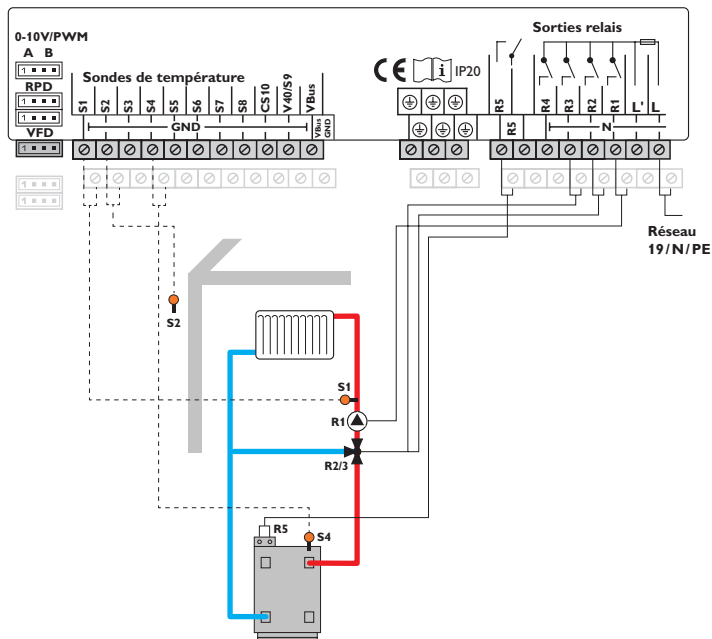 0-10V/PWM
A B
RPD
VFD
Sondes de température
S1
S2
S3
S4
S5
S6
S7
S8
CS10
V40/S9
VBus
GND
VBus
GND
CE
i
IP20
Sorties relais
R5
R5
R4
R3
R2
R1
L'
L
N
Réseau
19/N/PE
S2
S1
R1
R2/3
R5
S4